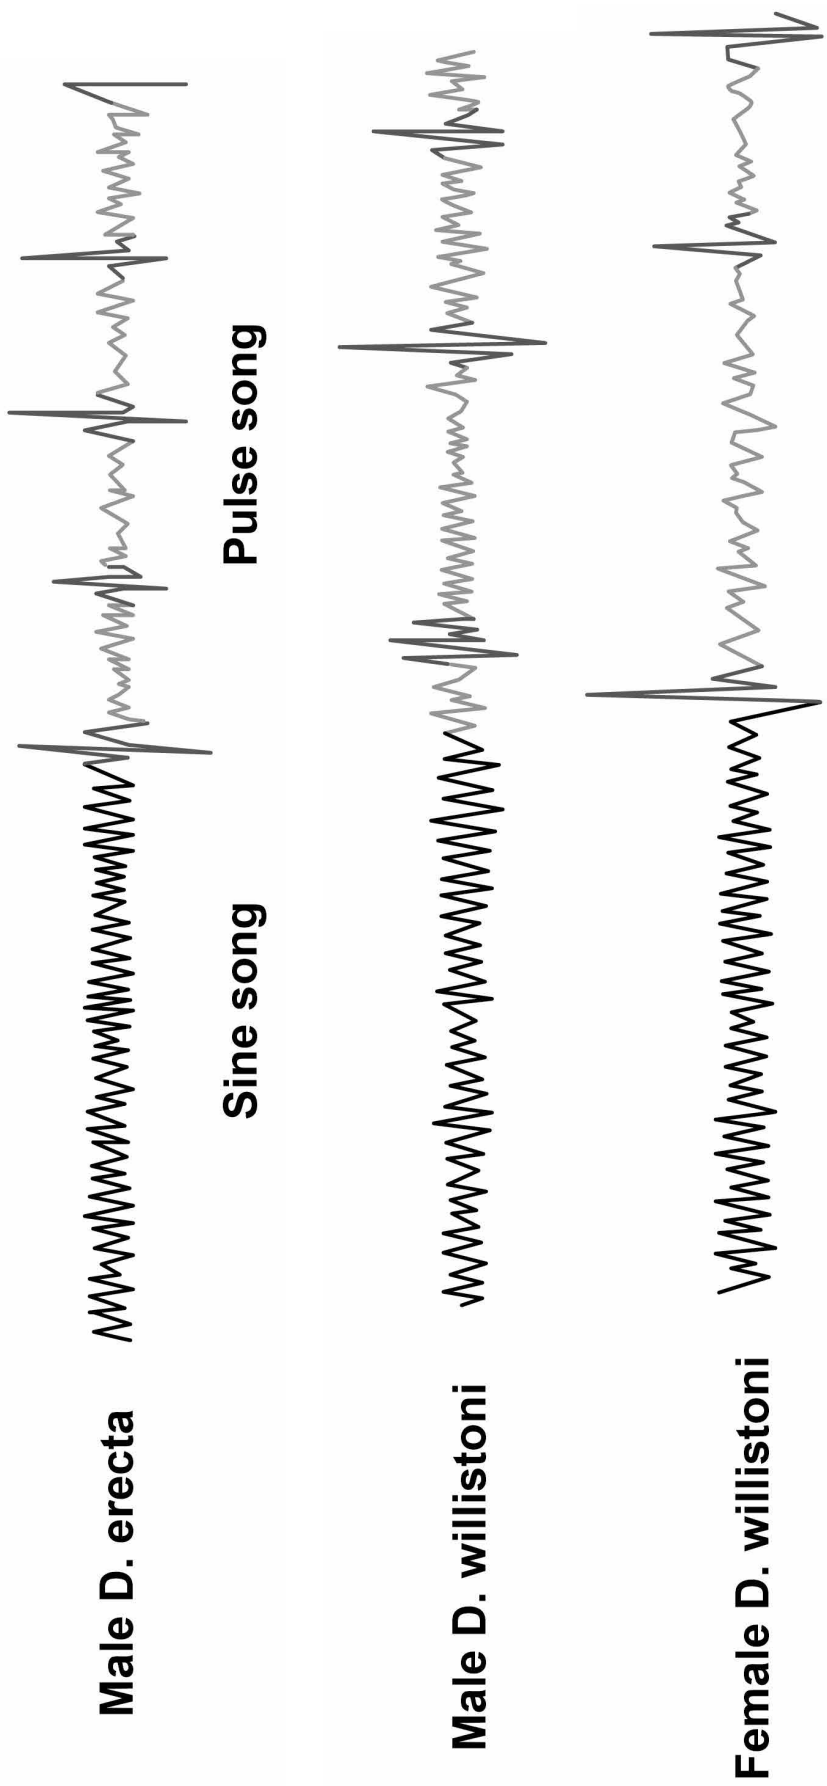 Male D. erecta
Sine song
Pulse song
Male D. willistoni
Female D. willistoni